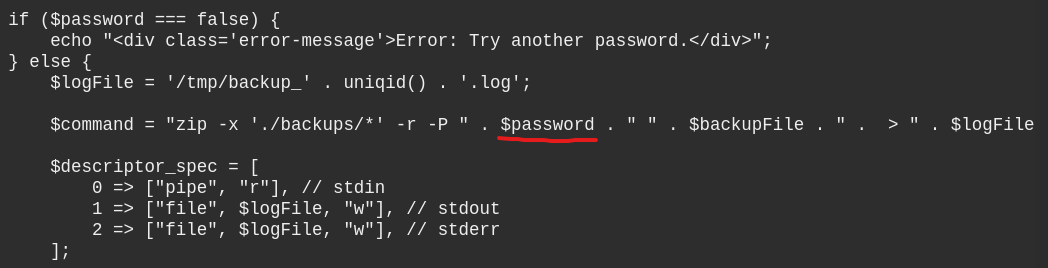 if ($password === false) {
    echo "<div class='error-message'>Error: Try another password.</div>";
} else {
    $logFile = '/tmp/backup_' . uniqid() . '.log';
    $command = "zip -x './backups/*' -r -P " . $password . " " . $backupFile . " .  > " . $logFile
    $descriptor_spec = [
        0 => ["pipe", "r"], // stdin
        1 => ["file", $logFile, "w"], // stdout
        2 => ["file", $logFile, "w"], // stderr
    ];